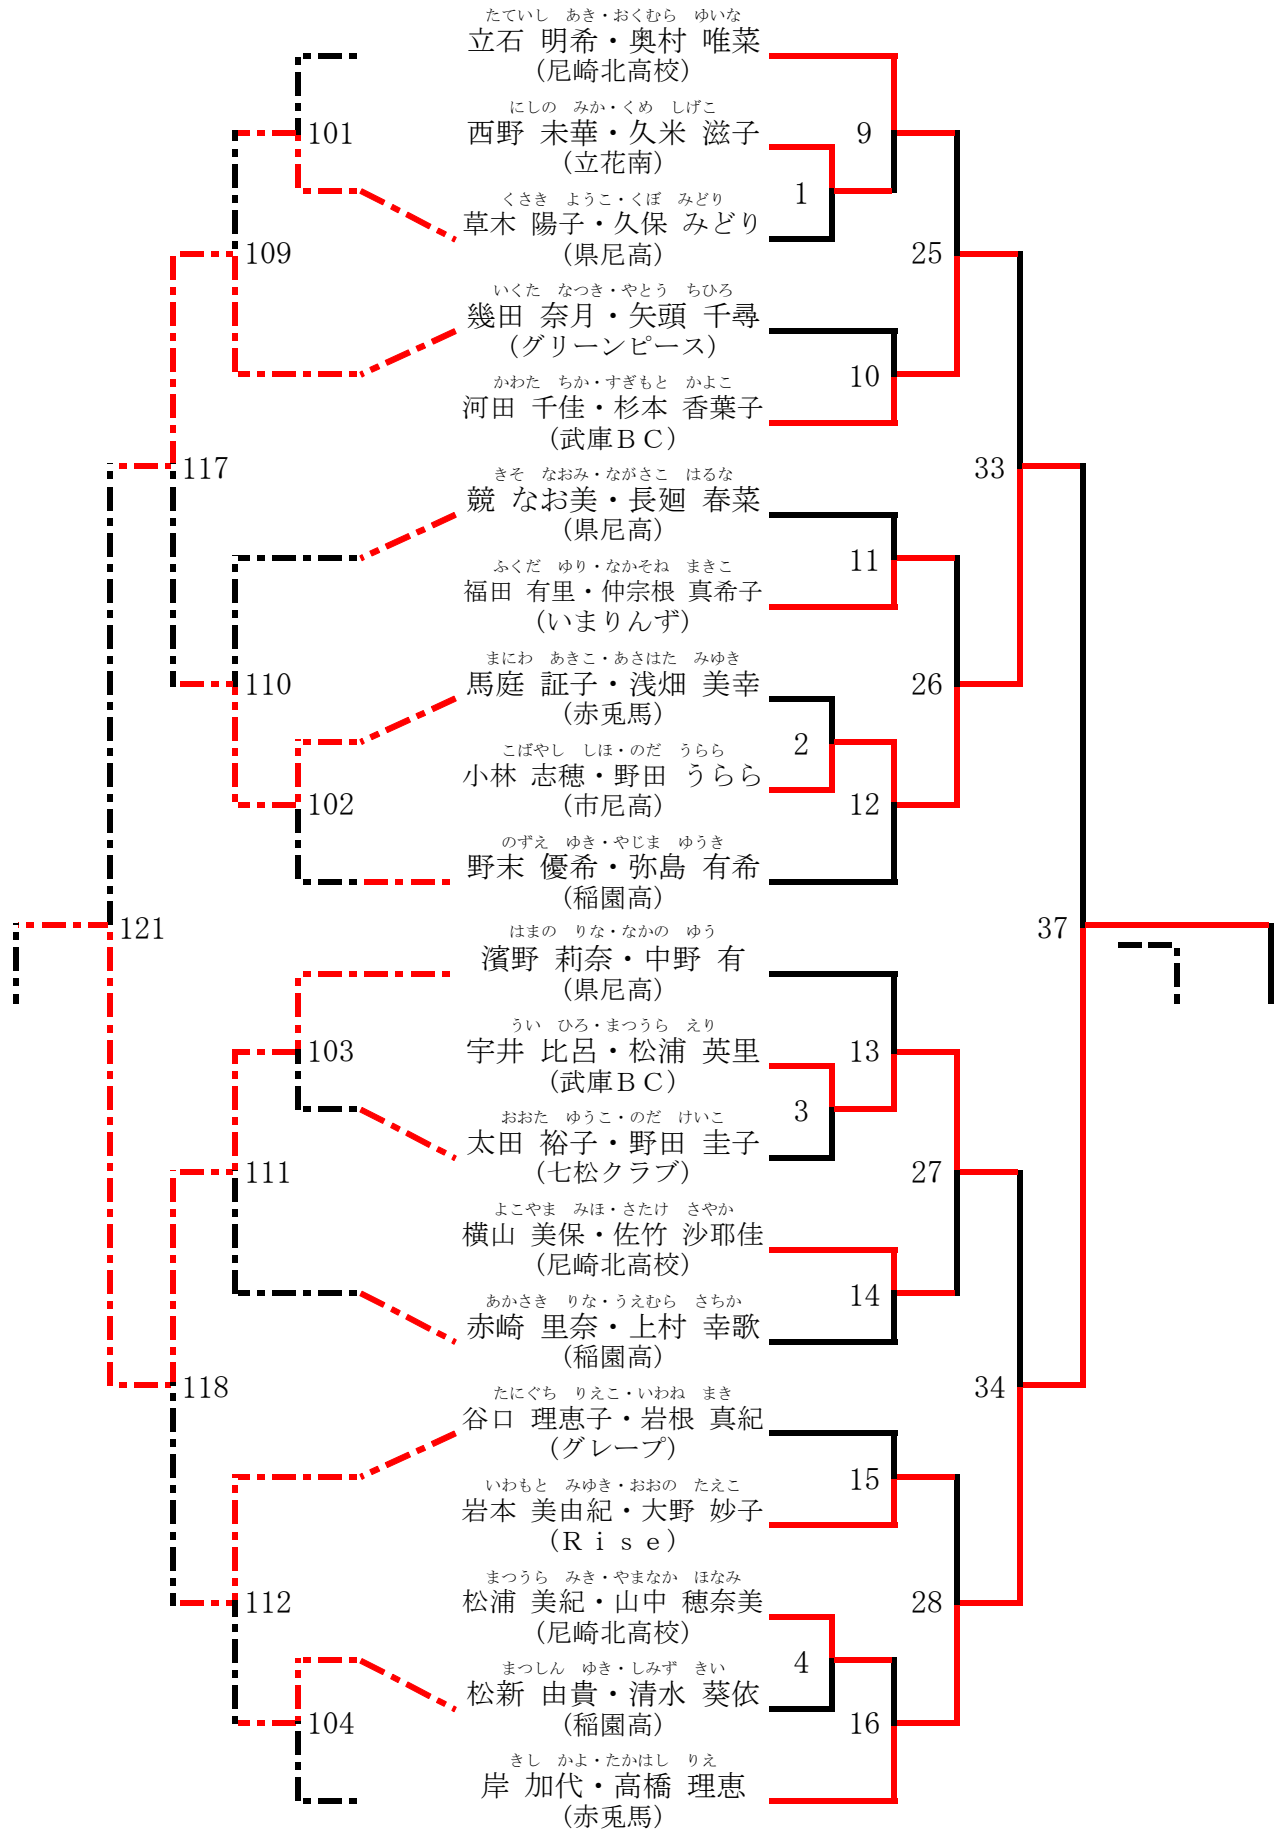 たていし　あき・おくむら　ゆいな
立石 明希・奥村 唯菜
（尼崎北高校）
にしの　みか・くめ　しげこ
101
西野 未華・久米 滋子
9
（立花南）
1
くさき　ようこ・くぼ　みどり
草木 陽子・久保 みどり
（県尼高）
109
25
いくた　なつき・やとう　ちひろ
幾田 奈月・矢頭 千尋
（グリーンピース）
10
かわた　ちか・すぎもと　かよこ
河田 千佳・杉本 香葉子
（武庫ＢＣ）
117
33
きそ　なおみ・ながさこ　はるな
競 なお美・長廻 春菜
（県尼高）
11
ふくだ　ゆり・なかそね　まきこ
福田 有里・仲宗根 真希子
（いまりんず）
まにわ　あきこ・あさはた　みゆき
110
馬庭 証子・浅畑 美幸
26
（赤兎馬）
2
こばやし　しほ・のだ　うらら
小林 志穂・野田 うらら
（市尼高）
102
12
のずえ　ゆき・やじま　ゆうき
野末 優希・弥島 有希
（稲園高）
121
37
はまの　りな・なかの　ゆう
濱野 莉奈・中野 有
（県尼高）
うい　ひろ・まつうら　えり
103
宇井 比呂・松浦 英里
13
（武庫ＢＣ）
3
おおた　ゆうこ・のだ　けいこ
太田 裕子・野田 圭子
（七松クラブ）
111
27
よこやま　みほ・さたけ　さやか
横山 美保・佐竹 沙耶佳
（尼崎北高校）
14
あかさき　りな・うえむら　さちか
赤崎 里奈・上村 幸歌
（稲園高）
118
34
たにぐち　りえこ・いわね　まき
谷口 理恵子・岩根 真紀
（グレープ）
15
いわもと　みゆき・おおの　たえこ
岩本 美由紀・大野 妙子
（Ｒｉｓｅ）
まつうら　みき・やまなか　ほなみ
112
松浦 美紀・山中 穂奈美
28
（尼崎北高校）
4
まつしん　ゆき・しみず　きい
松新 由貴・清水 葵依
（稲園高）
104
16
きし　かよ・たかはし　りえ
岸 加代・高橋 理恵
（赤兎馬）